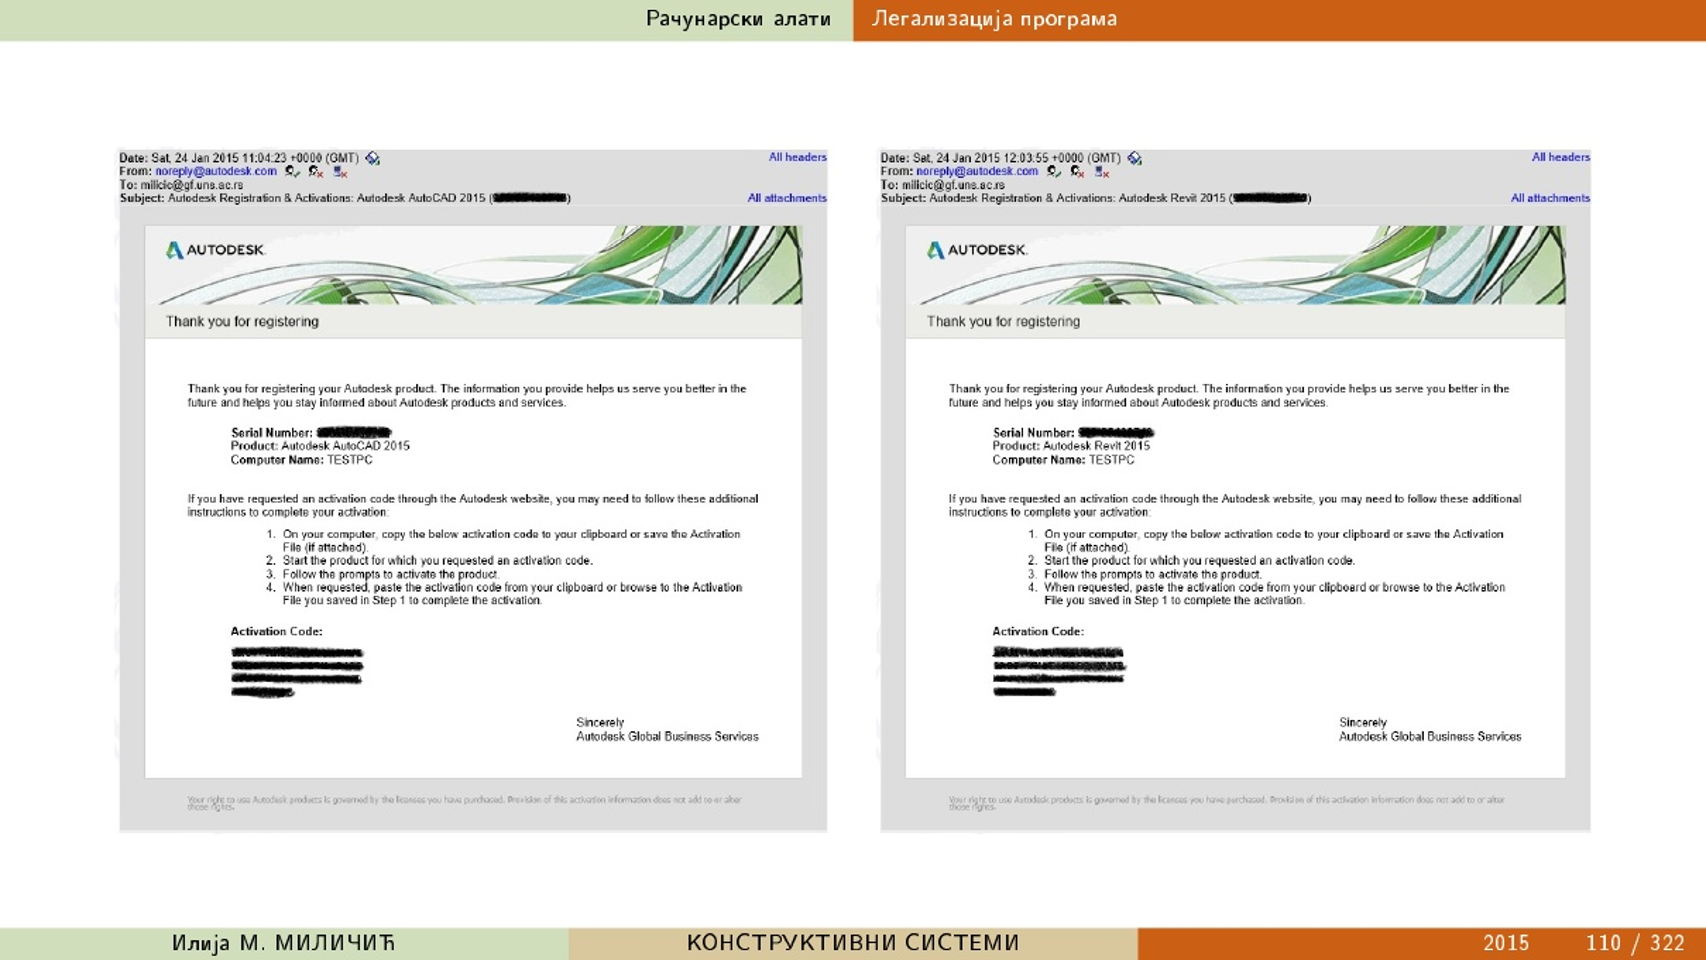 Рачунарски алати
Легализација програма
Date: Sat, 24 Jan 2015 11:04:23 +0000 (GMT)
All headers
From: noreply@autodesk.com
To: milicic@gf.uns.ac.rs
Subject: Autodesk Registration & Activations: Autodesk AutoCAD 2015 ( )
All attachments
AUTODESK.
Thank you for registering
Thank you for registering your Autodesk product. The information you provide helps us serve you better in the
future and helps you stay informed about Autodesk products and services.
Serial Number:
Product: Autodesk AutoCAD 2015
Computer Name: TESTPC
If you have requested an activation code through the Autodesk website, you may need to follow these additional
instructions to complete your activation:
1. On your computer, copy the below activation code to your clipboard or save the Activation
File (if attached).
2. Start the product for which you requested an activation code.
3. Follow the prompts to activate the product.
4. When requested, paste the activation code from your clipboard or browse to the Activation
File you saved in Step 1 to complete the activation.
Activation Code:
Sincerely
Autodesk Global Business Services
Your right to use Autodesk products is governed by the licenses you have purchased. Provision of this activation information does not add to or alter
those rights.
Date: Sat, 24 Jan 2015 12:03:55 +0000 (GMT)
All headers
From: noreply@autodesk.com
To: milicic@gf.uns.ac.rs
Subject: Autodesk Registration & Activations: Autodesk Revit 2015 ( )
All attachments
AUTODESK.
Thank you for registering
Thank you for registering your Autodesk product. The information you provide helps us serve you better in the
future and helps you stay informed about Autodesk products and services.
Serial Number:
Product: Autodesk Revit 2015
Computer Name: TESTPC
If you have requested an activation code through the Autodesk website, you may need to follow these additional
instructions to complete your activation:
1. On your computer, copy the below activation code to your clipboard or save the Activation
File (if attached).
2. Start the product for which you requested an activation code.
3. Follow the prompts to activate the product.
4. When requested, paste the activation code from your clipboard or browse to the Activation
File you saved in Step 1 to complete the activation.
Activation Code:
Sincerely
Autodesk Global Business Services
Your right to use Autodesk products is governed by the licenses you have purchased. Provision of this activation information does not add to or alter
those rights.
Илија М. МИЛИЧИЋ
КОНСТРУКТИВНИ СИСТЕМИ
2015
110 / 322